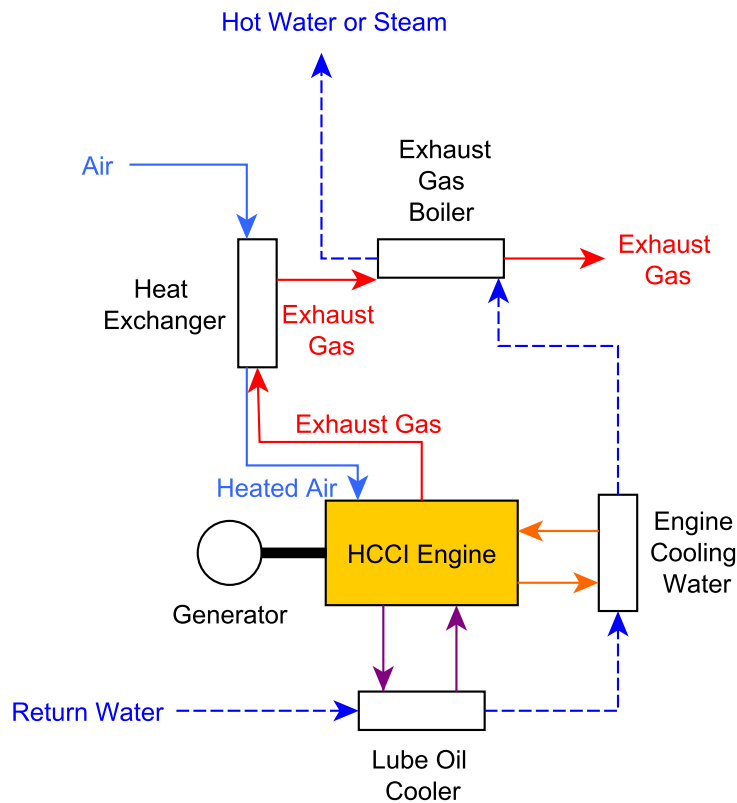 Hot Water or Steam
Air
Exhaust
Gas
Boiler
Exhaust
Gas
Heat
Exchanger
Exhaust
Gas
Exhaust Gas
Heated Air
HCCI Engine
Engine
Cooling
Water
Generator
Return Water
Lube Oil
Cooler